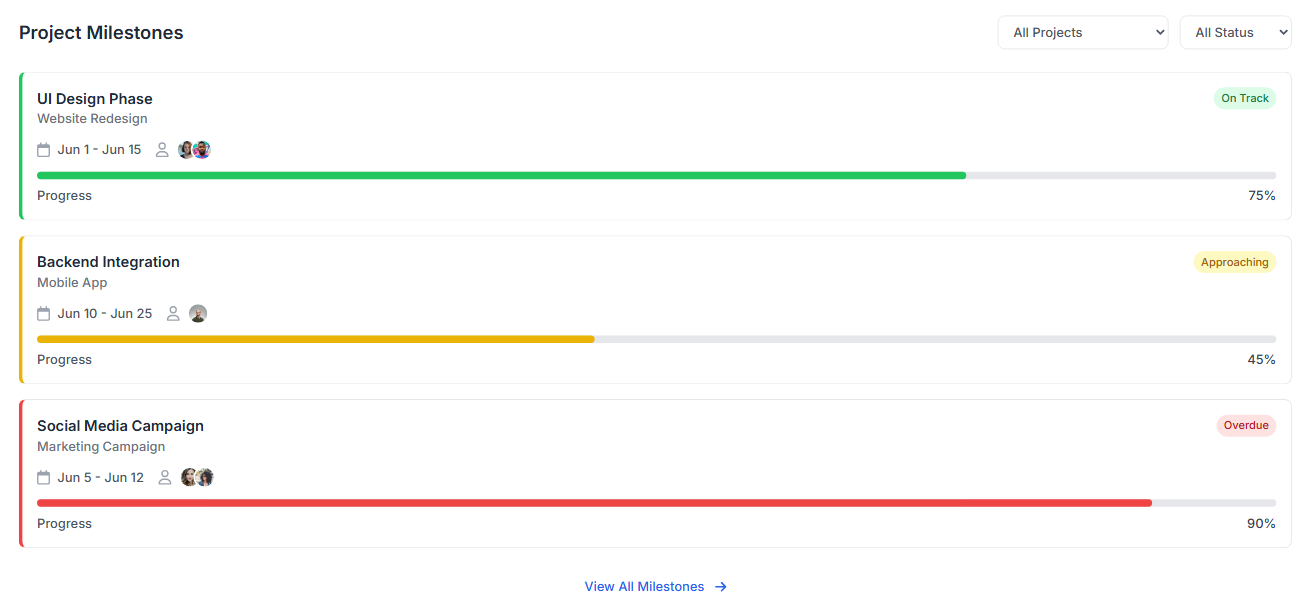 Project Milestones
All Projects
All Status
UI Design Phase
On Track
Website Redesign
Jun 1 - Jun 15
Progress
75%
Backend Integration
Approaching
Mobile App
Jun 10 - Jun 25
Progress
45%
Social Media Campaign
Overdue
Marketing Campaign
Jun 5 - Jun 12
Progress
90%
View All Milestones